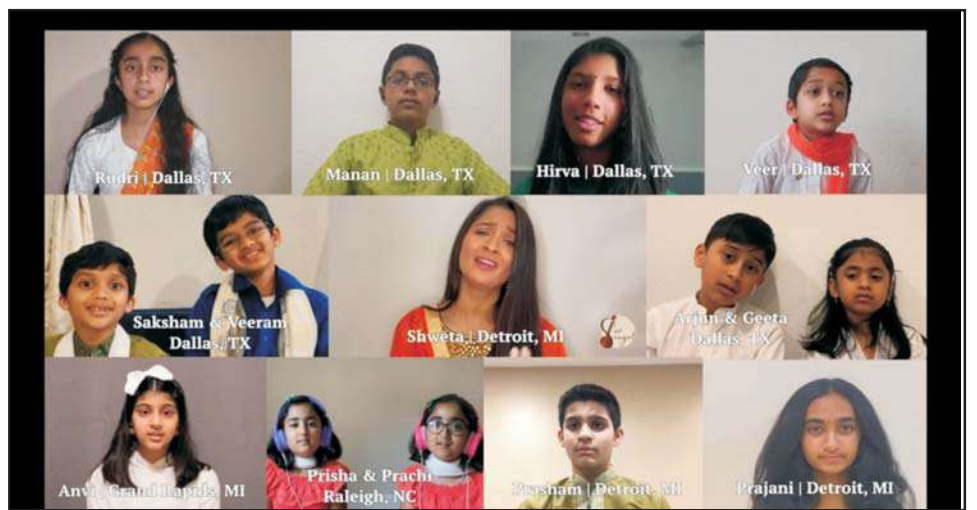 Rudri | Dallas, TX
Manan | Dallas, TX
Hirva | Dallas, TX
Veer | Dallas, TX
Saksham & Veeram
Dallas, TX
Shweta | Detroit, MI
Arjun & Geeta
Dallas, TX
Anvi, Grand Rapids, MI
Prisha & Prachi
Raleigh, NC
Prasham | Detroit, MI
Prajani | Detroit, MI